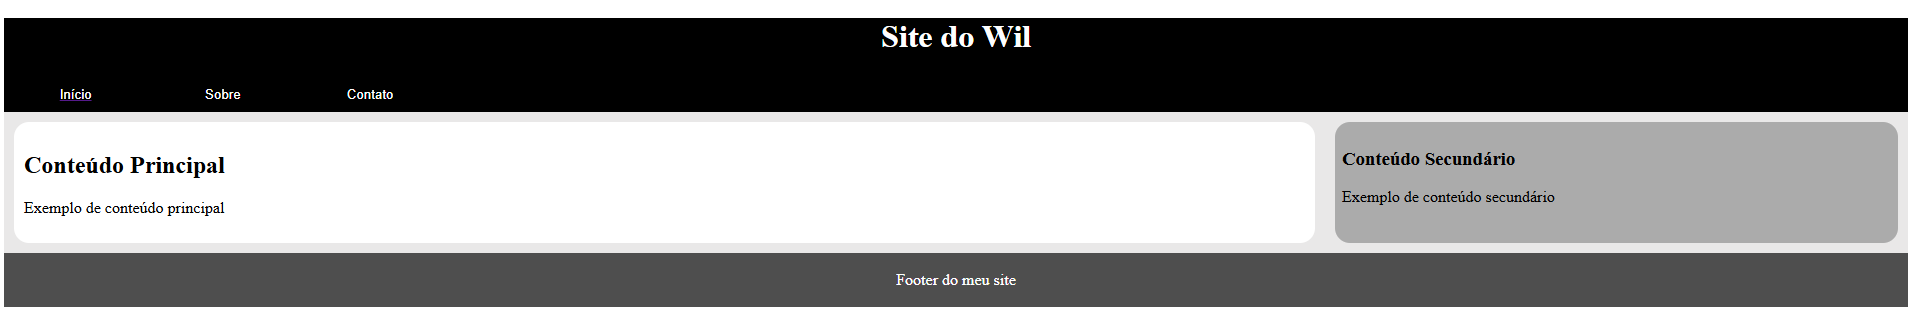 Site do Wil
Início Sobre Contato
Conteúdo Principal
Exemplo de conteúdo principal
Conteúdo Secundário
Exemplo de conteúdo secundário
Footer do meu site